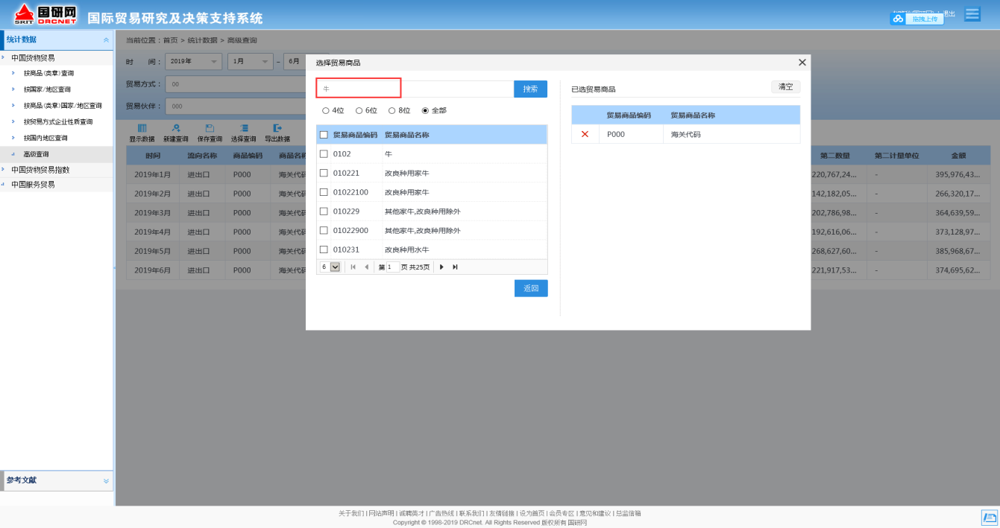 国研网
SRIT DRCNET
国际贸易研究及决策支持系统
退出
拖拽上传
统计数据
中国货物贸易
按商品(类章)查询
按国家/地区查询
按商品(类章)国家/地区查询
按贸易方式企业性质查询
按国内地区查询
高级查询
中国货物贸易指数
中国服务贸易
参考文献
当前位置：首页 > 统计数据 > 高级查询
时 间： 2019年 1月 - 6月
贸易方式： 00
贸易伙伴： 000
显示数据 新建查询 保存查询 选择查询 导出数据
时间 流向名称 商品编码 商品名称 第二数量 第二计量单位 金额
2019年1月 进出口 P000 海关代码 220,767,24... - 395,976,43...
2019年2月 进出口 P000 海关代码 142,182,05... - 266,320,17...
2019年3月 进出口 P000 海关代码 202,786,98... - 364,639,59...
2019年4月 进出口 P000 海关代码 192,616,06... - 373,128,97...
2019年5月 进出口 P000 海关代码 268,627,60... - 385,968,67...
2019年6月 进出口 P000 海关代码 221,917,53... - 374,695,62...
选择贸易商品
牛 搜索
4位 6位 8位 全部
贸易商品编码 贸易商品名称
0102 牛
010221 改良种用家牛
01022100 改良种用家牛
010229 其他家牛,改良种用除外
01022900 其他家牛,改良种用除外
010231 改良种用水牛
6 第 1 页 共25页
返回
已选贸易商品 清空
贸易商品编码 贸易商品名称
P000 海关代码
关于我们 | 网站声明 | 诚聘英才 | 广告热线 | 联系我们 | 友情链接 | 设为首页 | 会员专区 | 意见和建议 | 总监信箱
Copyright © 1998-2019 DRCnet. All Rights Reserved 版权所有 国研网